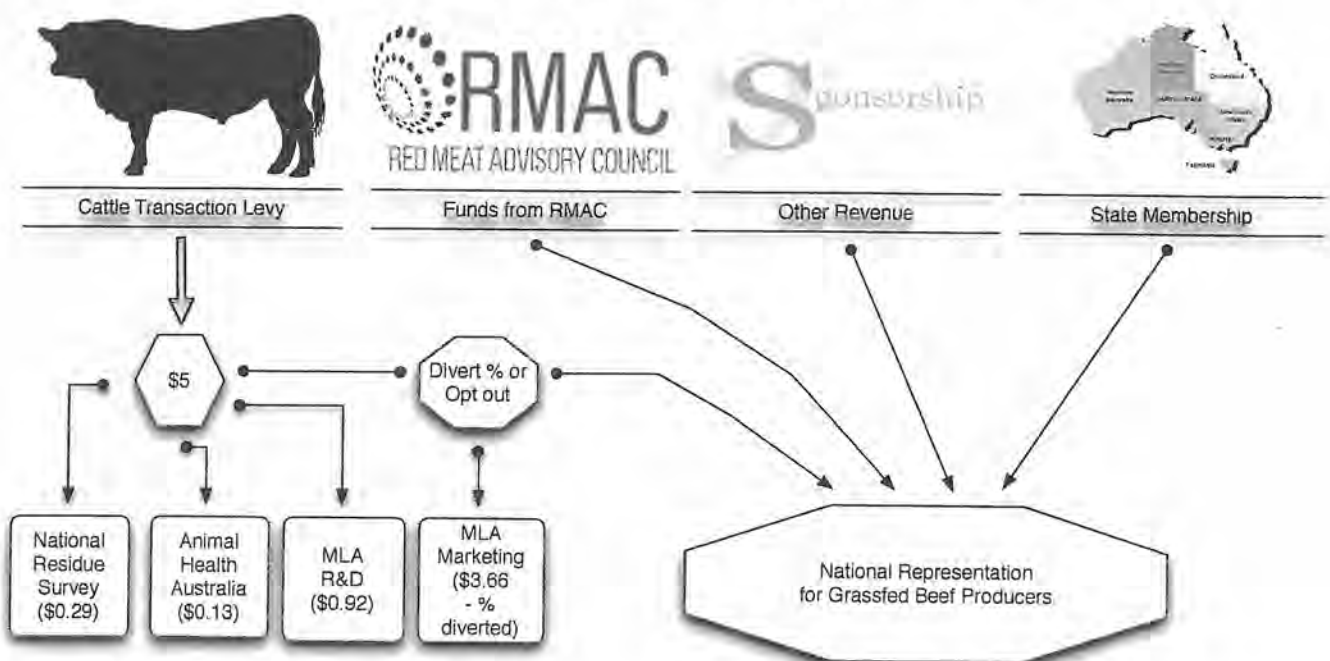 RMAC
RED MEAT ADVISORY COUNCIL
Sponsorship
Cattle Transaction Levy
Funds from RMAC
Other Revenue
State Membership
$5
Divert % or
Opt out
National
Residue
Survey
($0.29)
Animal
Health
Australia
($0.13)
MLA
R&D
($0.92)
MLA
Marketing
($3.66
- %
diverted)
National Representation
for Grassfed Beef Producers